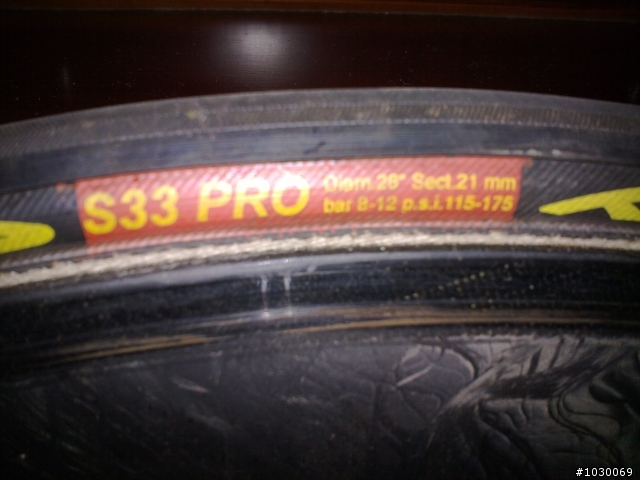 S33 PRO
Diam.28" Sect.21 mm
bar 8-12 p.s.i.115-175
#1030069